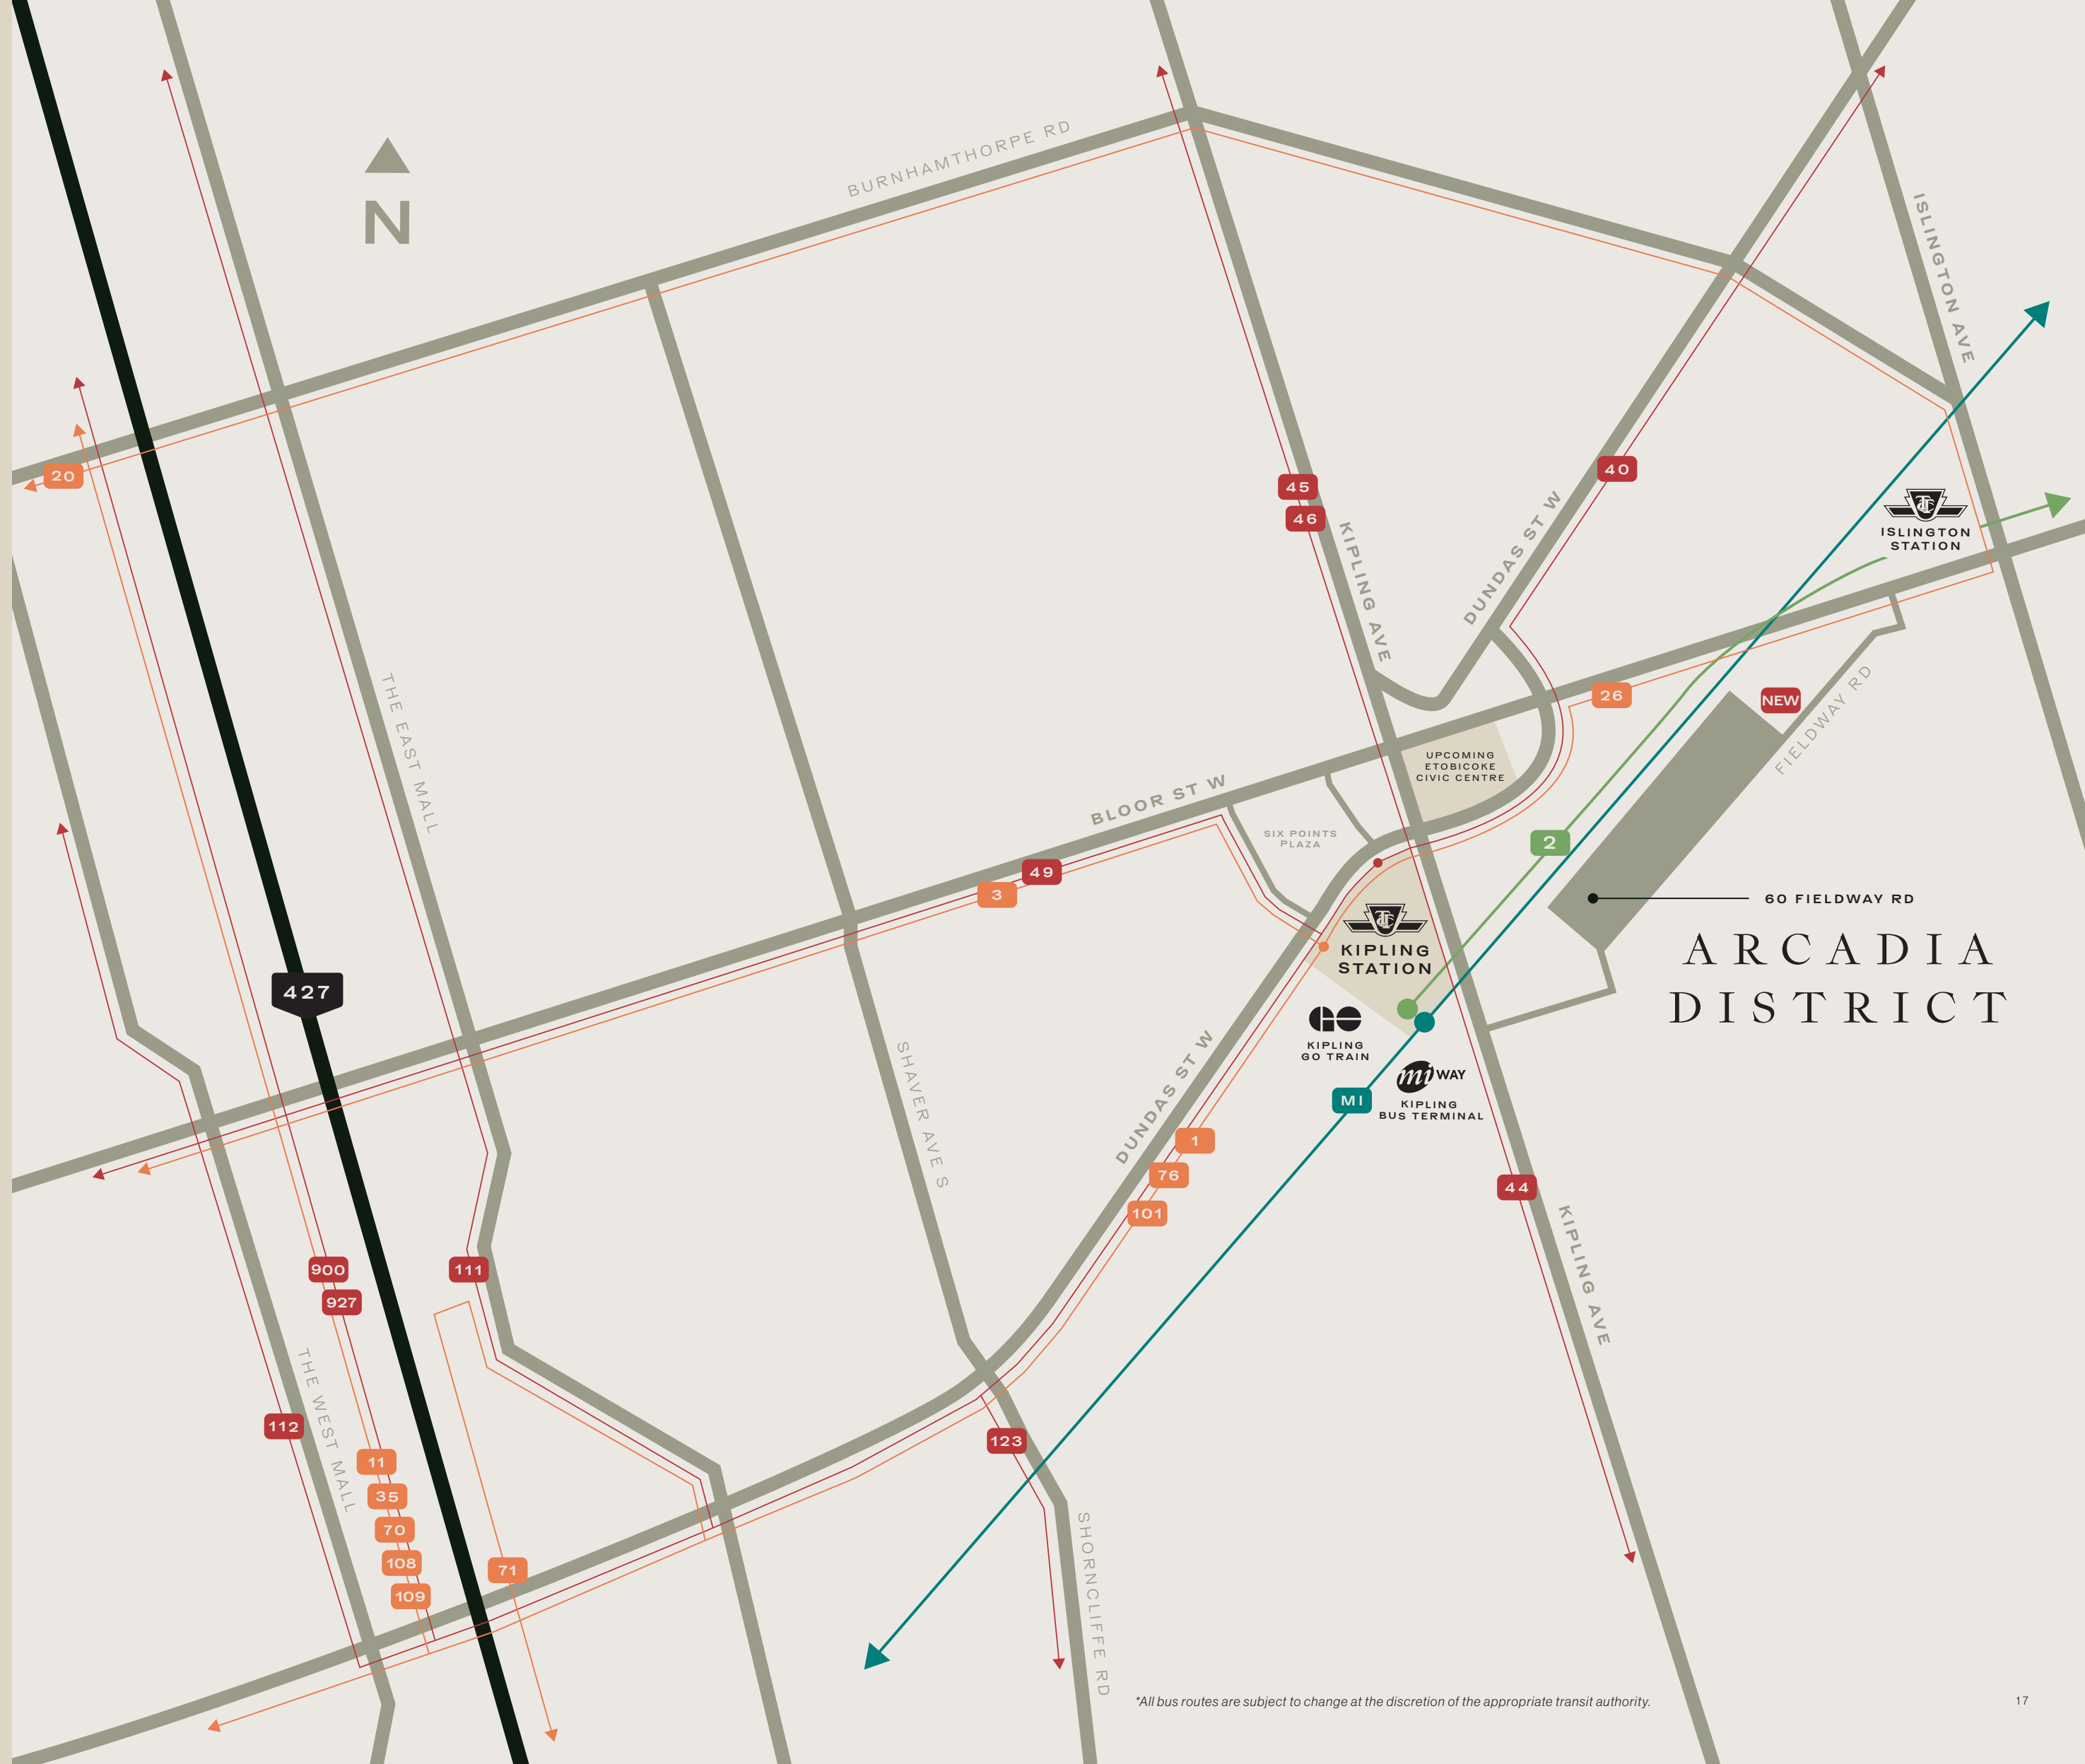 BURNHAMTHORPE RD
N
ISLINGTON AVE
20
45
46
40
KIPLING AVE
DUNDAS ST W
TTC
ISLINGTON
STATION
THE EAST MALL
26
NEW
FIELDWAY RD
UPCOMING
ETOBICOKE
CIVIC CENTRE
BLOOR ST W
SIX POINTS
PLAZA
2
49
3
60 FIELDWAY RD
ARCADIA
DISTRICT
TTC
KIPLING
STATION
427
GO
KIPLING
GO TRAIN
mi WAY
KIPLING
BUS TERMINAL
MI
SHAVER AVE S
DUNDAS ST W
1
76
101
44
KIPLING AVE
900
927
111
THE WEST MALL
112
11
35
70
108
109
71
123
SHORNCLIFFE RD
*All bus routes are subject to change at the discretion of the appropriate transit authority.
17